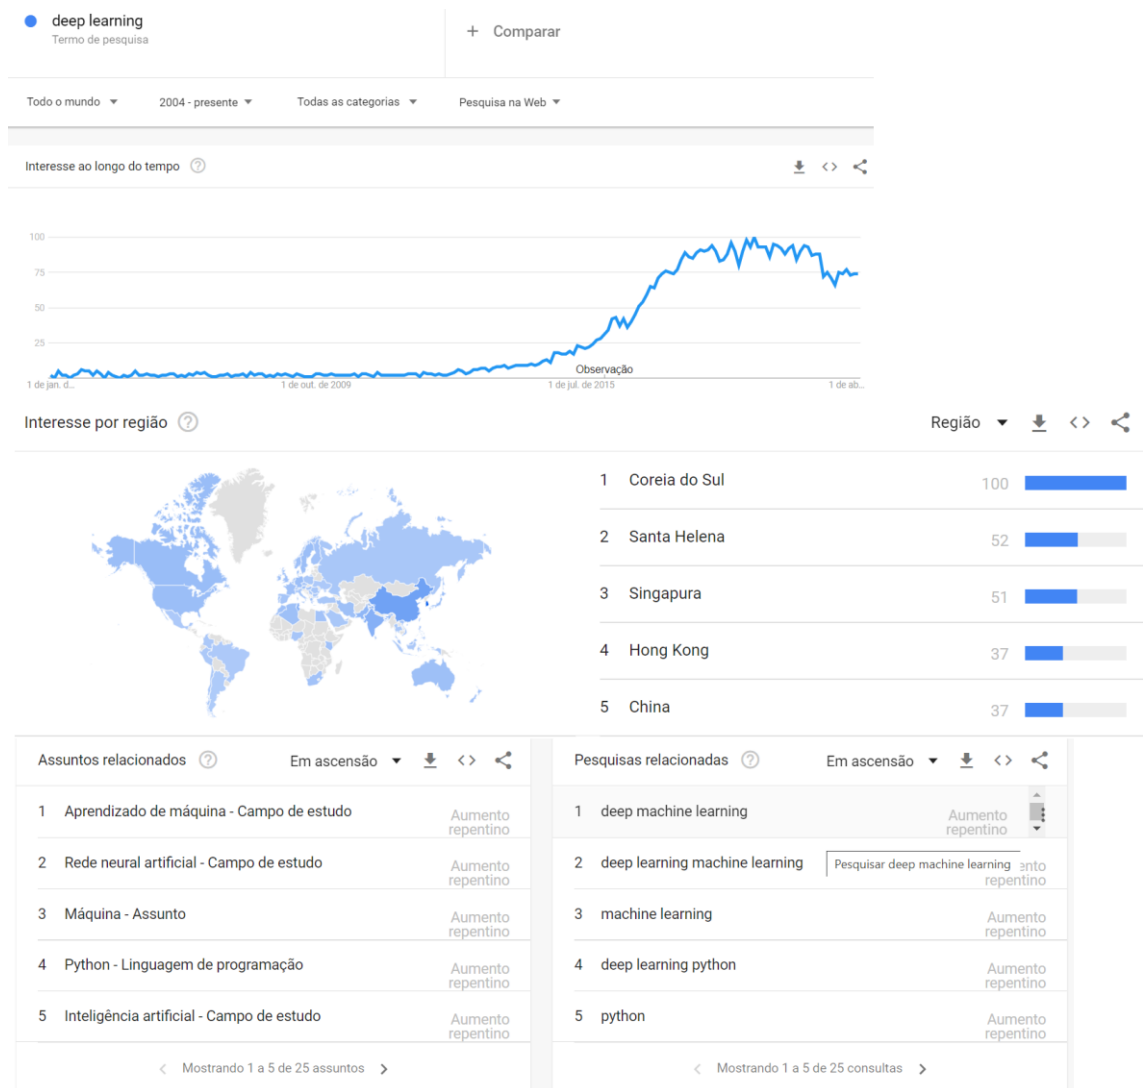 deep learning
Termo de pesquisa
+ Comparar
Todo o mundo
2004 - presente
Todas as categorias
Pesquisa na Web
Interesse ao longo do tempo
100
75
50
25
Observação
1 de jan. d...
1 de out. de 2009
1 de jul. de 2015
1 de ab...
Interesse por região
Região
1 Coreia do Sul 100
2 Santa Helena 52
3 Singapura 51
4 Hong Kong 37
5 China 37
Assuntos relacionados
Em ascensão
1 Aprendizado de máquina - Campo de estudo
Aumento
repentino
2 Rede neural artificial - Campo de estudo
Aumento
repentino
3 Máquina - Assunto
Aumento
repentino
4 Python - Linguagem de programação
Aumento
repentino
5 Inteligência artificial - Campo de estudo
Aumento
repentino
Mostrando 1 a 5 de 25 assuntos
Pesquisas relacionadas
Em ascensão
1 deep machine learning
Aumento
repentino
2 deep learning machine learning
Pesquisar deep machine learning
repentino
3 machine learning
Aumento
repentino
4 deep learning python
Aumento
repentino
5 python
Aumento
repentino
Mostrando 1 a 5 de 25 consultas